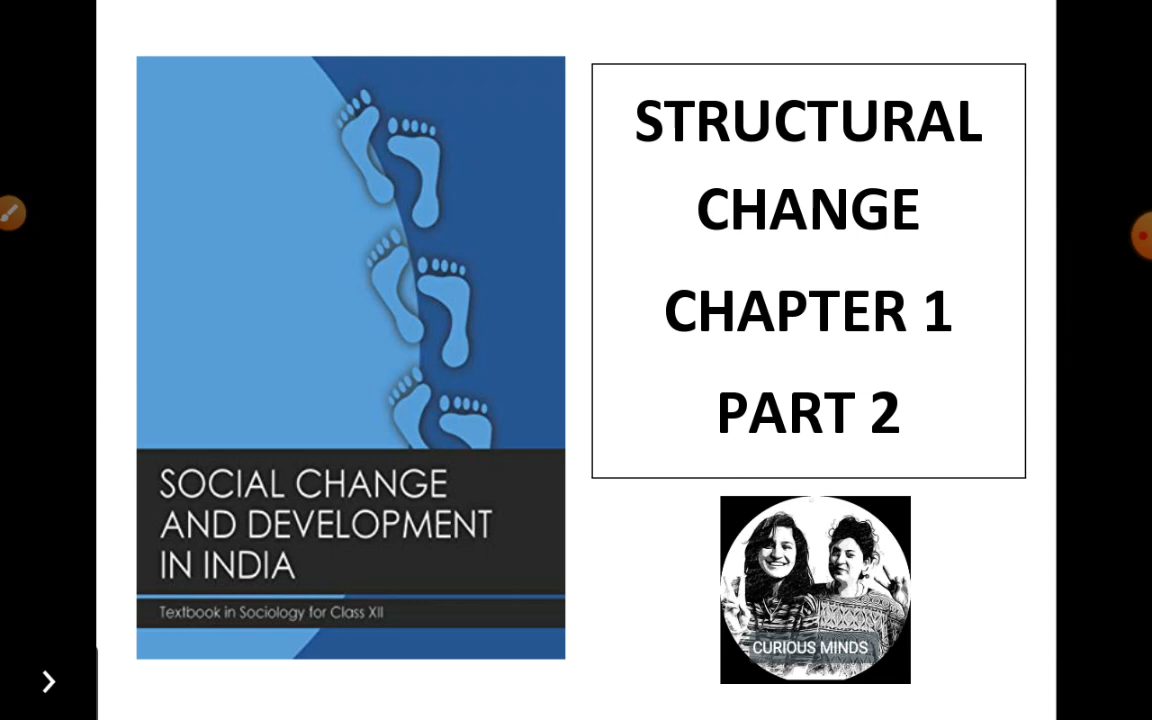 SOCIAL CHANGE
AND DEVELOPMENT
IN INDIA
Textbook in Sociology for Class XII
STRUCTURAL
CHANGE
CHAPTER 1
PART 2
CURIOUS MINDS